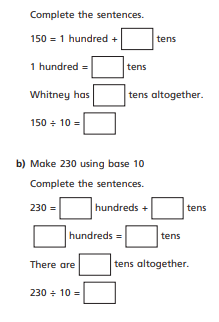 Complete the sentences.
150 = 1 hundred + tens
1 hundred = tens
Whitney has tens altogether.
150 ÷ 10 =
b) Make 230 using base 10
Complete the sentences.
230 = hundreds + tens
hundreds = tens
There are tens altogether.
230 ÷ 10 =